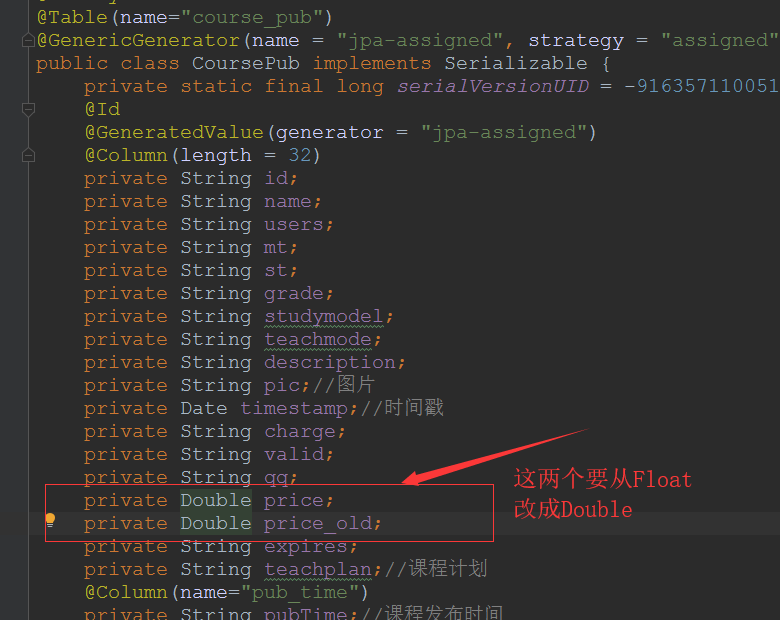 @Table(name="course_pub")
@GenericGenerator(name = "jpa-assigned", strategy = "assigned"
public class CoursePub implements Serializable {
private static final long serialVersionUID = -916357110051
@Id
@GeneratedValue(generator = "jpa-assigned")
@Column(length = 32)
private String id;
private String name;
private String users;
private String mt;
private String st;
private String grade;
private String studymodel;
private String teachmode;
private String description;
private String pic;//图片
private Date timestamp;//时间戳
private String charge;
private String valid;
private String qq;
private Double price;
private Double price_old;
这两个要从Float
改成Double
private String expires;
private String teachplan;//课程计划
@Column(name="pub_time")
private String pubTime;//课程发布时间